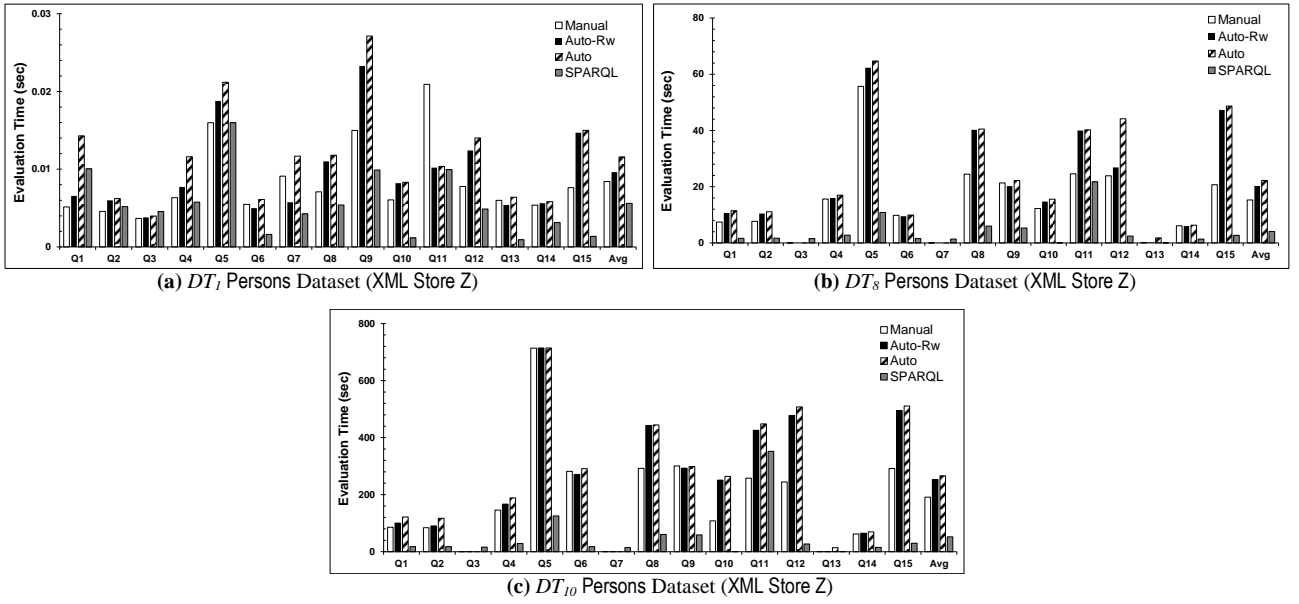 0.03
Manual
Auto-Rw
Auto
SPARQL
0.02
0.01
0
Evaluation Time (sec)
Q1 Q2 Q3 Q4 Q5 Q6 Q7 Q8 Q9 Q10 Q11 Q12 Q13 Q14 Q15 Avg
(a) DT1 Persons Dataset (XML Store Z)
80
Manual
Auto-Rw
Auto
SPARQL
60
40
20
0
Evaluation Time (sec)
Q1 Q2 Q3 Q4 Q5 Q6 Q7 Q8 Q9 Q10 Q11 Q12 Q13 Q14 Q15 Avg
(b) DT8 Persons Dataset (XML Store Z)
800
Manual
Auto-Rw
Auto
SPARQL
600
400
200
0
Evaluation Time (sec)
Q1 Q2 Q3 Q4 Q5 Q6 Q7 Q8 Q9 Q10 Q11 Q12 Q13 Q14 Q15 Avg
(c) DT10 Persons Dataset (XML Store Z)